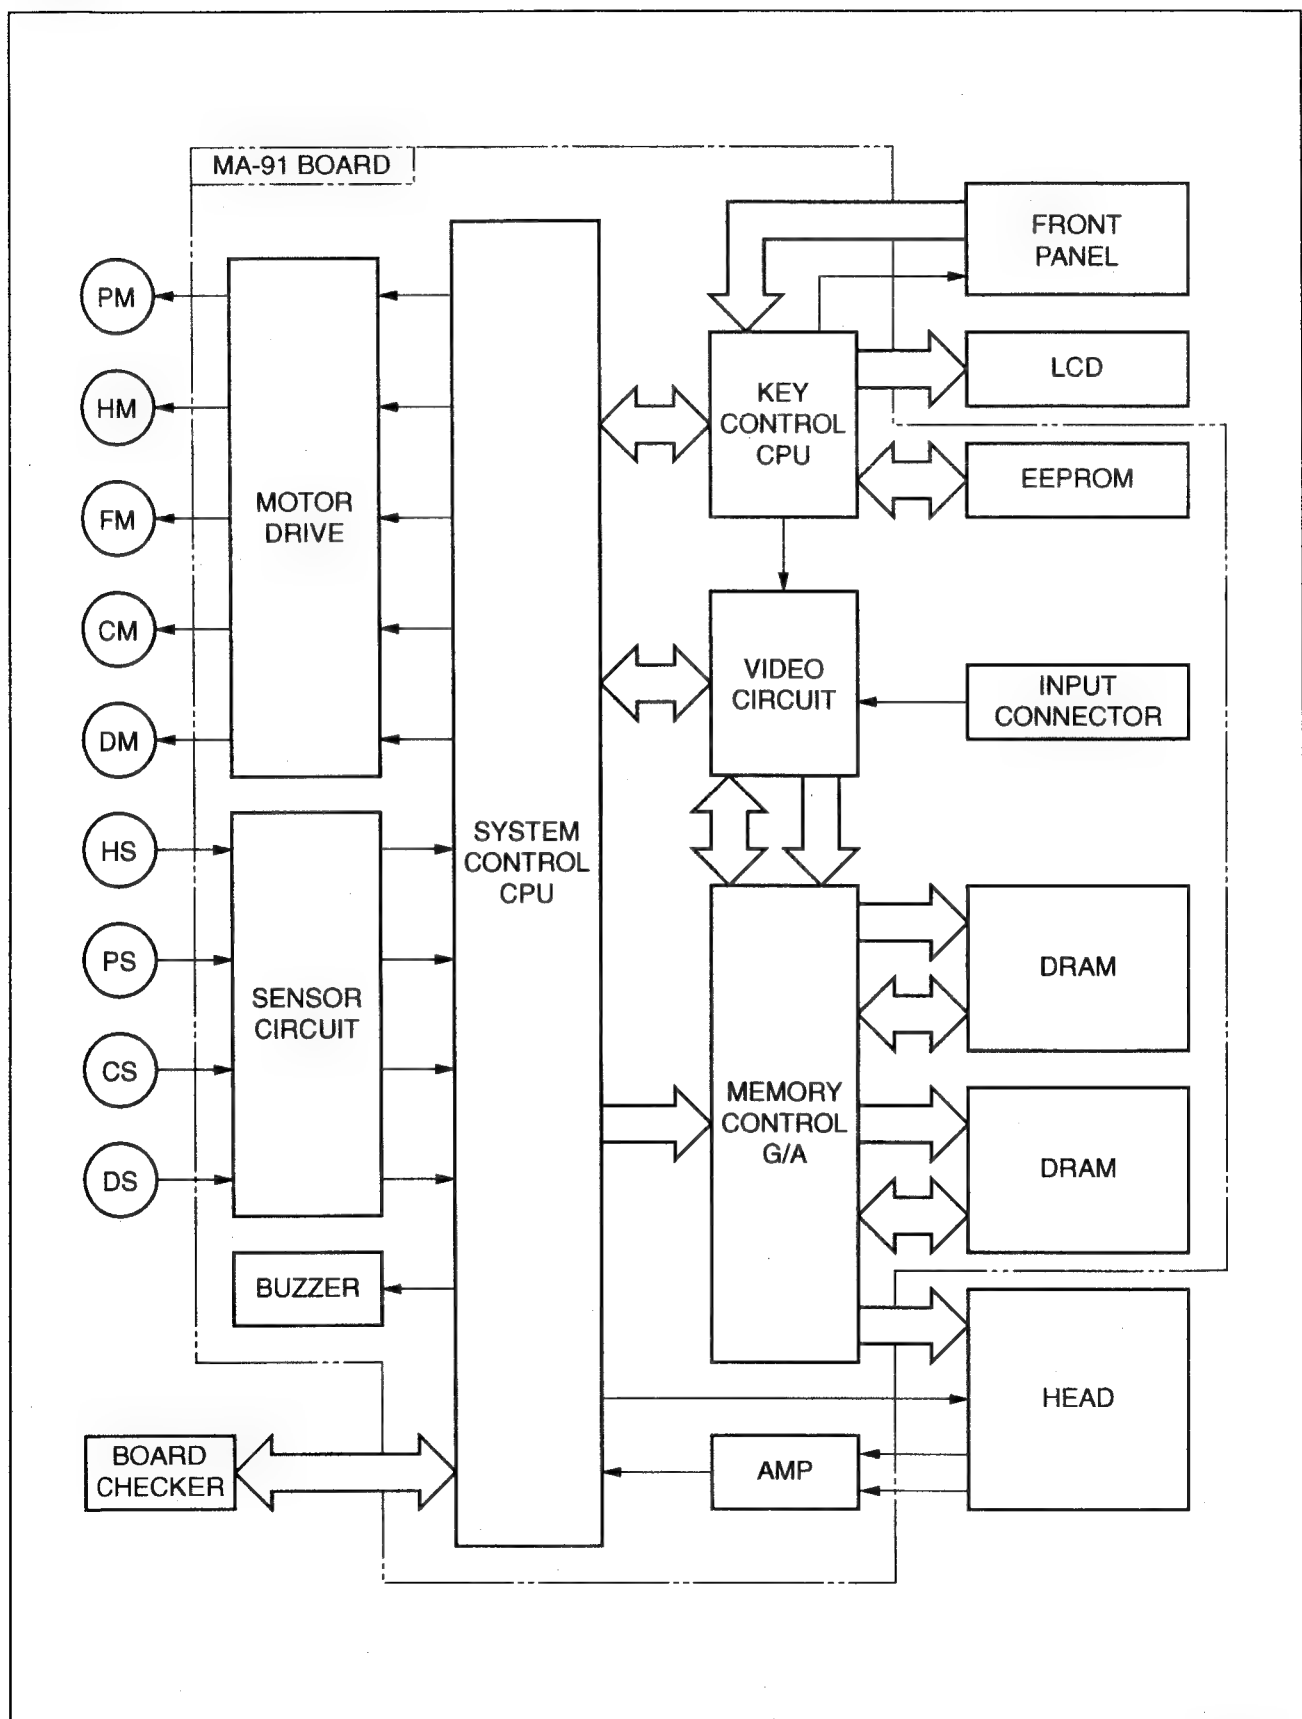 MA-91 BOARD
FRONT
PANEL
PM
LCD
HM
KEY
CONTROL
CPU
EEPROM
MOTOR
DRIVE
FM
CM
VIDEO
CIRCUIT
INPUT
CONNECTOR
DM
SYSTEM
CONTROL
CPU
HS
PS
DRAM
SENSOR
CIRCUIT
CS
MEMORY
CONTROL
G/A
DRAM
DS
BUZZER
HEAD
BOARD
CHECKER
AMP